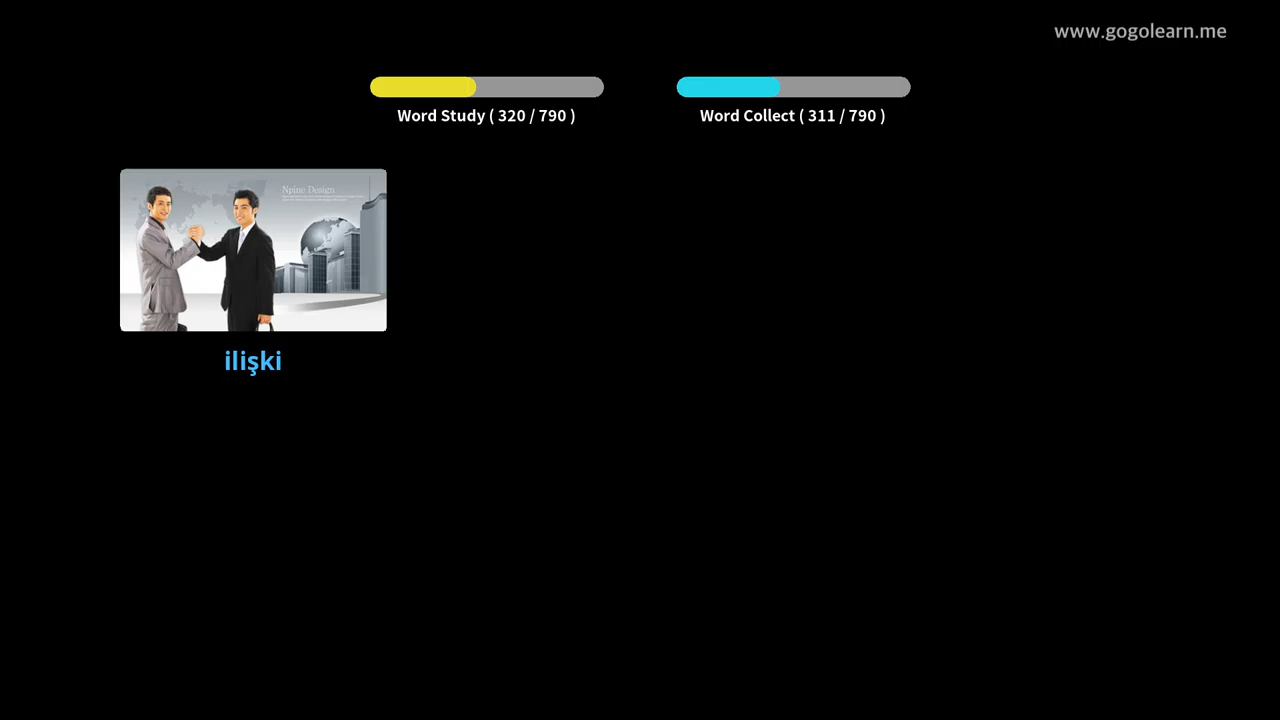 www.gogolearn.me
Word Study ( 320 / 790 )
Word Collect ( 311 / 790 )
Npine Design
ilişki